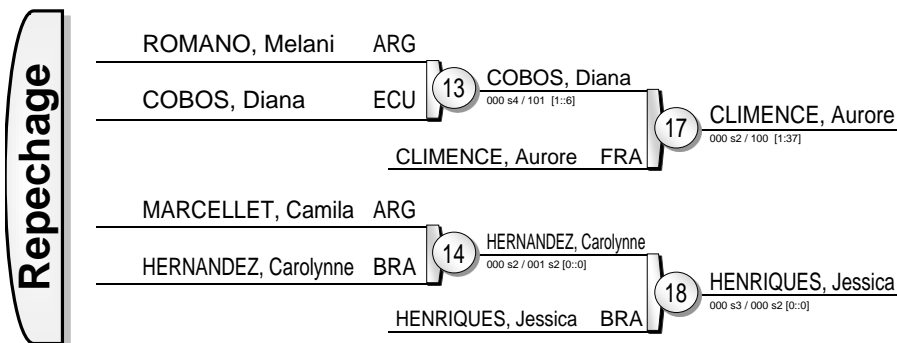 Repechage
ROMANO, Melani ARG
COBOS, Diana ECU
13
COBOS, Diana
000 s4 / 101 [1::6]
CLIMENCE, Aurore FRA
17
CLIMENCE, Aurore
000 s2 / 100 [1:37]
MARCELLET, Camila ARG
HERNANDEZ, Carolynne BRA
14
HERNANDEZ, Carolynne
000 s2 / 001 s2 [0::0]
HENRIQUES, Jessica BRA
18
HENRIQUES, Jessica
000 s3 / 000 s2 [0::0]